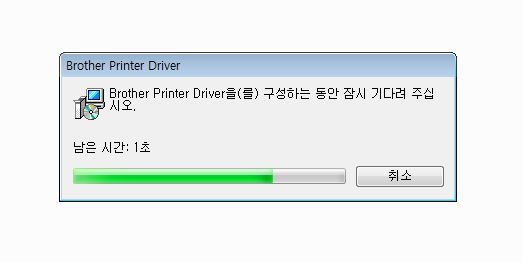 Brother Printer Driver
Brother Printer Driver을(를) 구성하는 동안 잠시 기다려 주십
시오.
남은 시간: 1초
취소